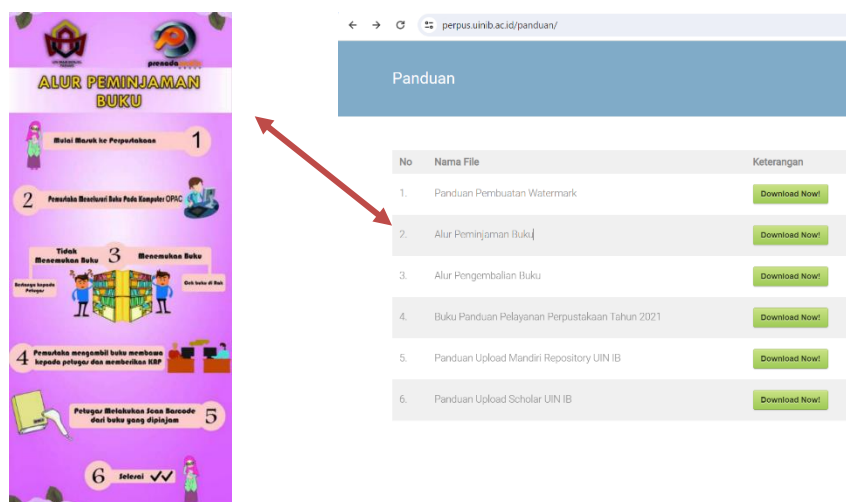 prenada
ALUR PEMINJAMAN
BUKU
Mulai Masuk ke Perpustakaan
1
2
Pemustaka Menelusuri Buku Pada Komputer OPAC
Tidak
Menemukan Buku
3
Menemukan Buku
Bertanya kepada
Petugas
Cek buku di Rak
4
Pemustaka mengambil buku membawa
kepada petugas dan memberikan KRP
Petugas Melakukan Scan Barcode
dari buku yang dipinjam
5
6
Selesai
perpus.uinib.ac.id/panduan/
Panduan
No Nama File Keterangan
1. Panduan Pembuatan Watermark Download Now!
2. Alur Peminjaman Buku Download Now!
3. Alur Pengembalian Buku Download Now!
4. Buku Panduan Pelayanan Perpustakaan Tahun 2021 Download Now!
5. Panduan Upload Mandiri Repository UIN IB Download Now!
6. Panduan Upload Scholar UIN IB Download Now!